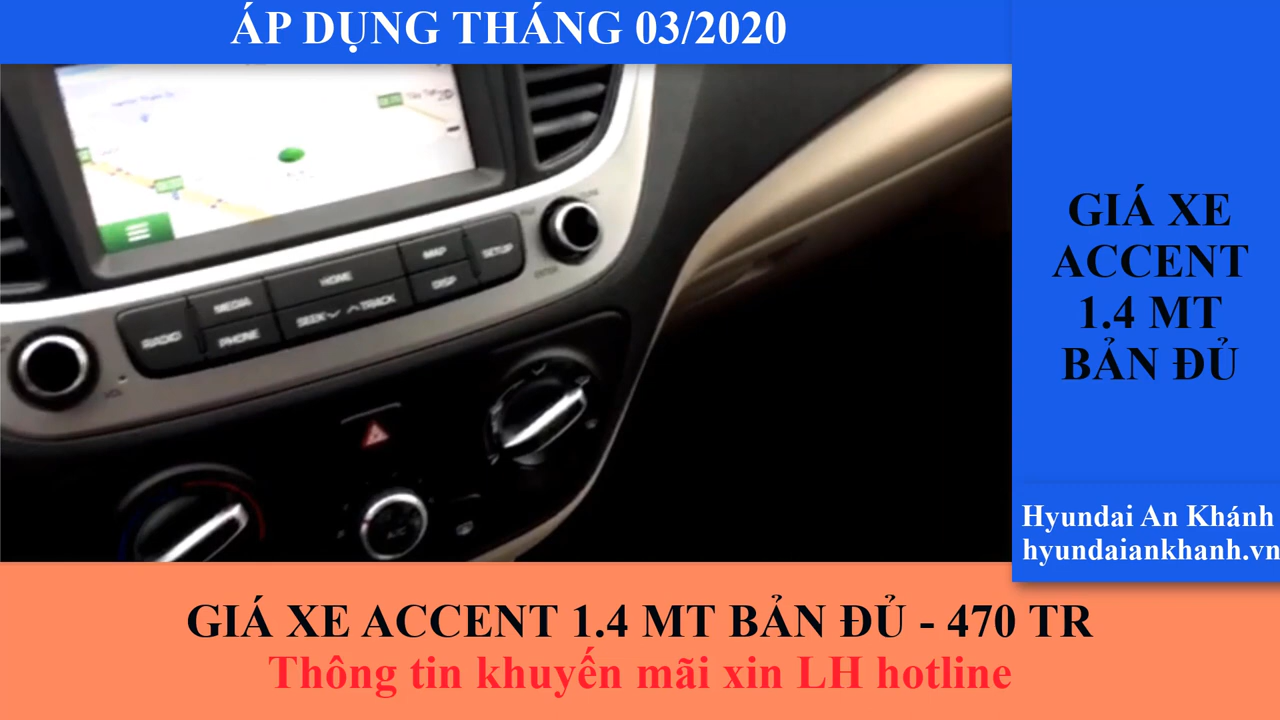 ÁP DỤNG THÁNG 03/2020
GIÁ XE
ACCENT
1.4 MT
BẢN ĐỦ
Hyundai An Khánh
hyundaiankhanh.vn
RADIO
MEDIA
PHONE
HOME
SEEK TRACK
MAP
DISP
SETUP
ENTER
VOL
A/C
GIÁ XE ACCENT 1.4 MT BẢN ĐỦ - 470 TR
Thông tin khuyến mãi xin LH hotline